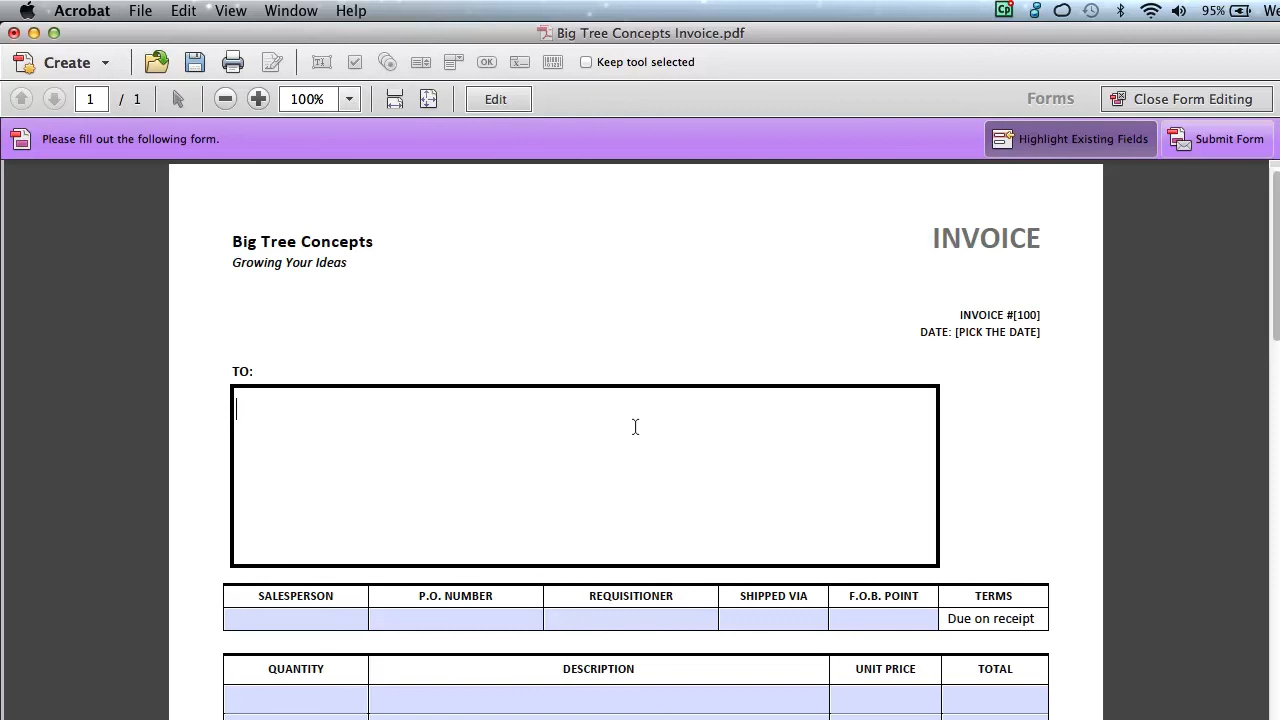 Acrobat File Edit View Window Help 95% We
Big Tree Concepts Invoice.pdf
Create OK Keep tool selected
1 / 1 100% Edit Forms Close Form Editing
Please fill out the following form. Highlight Existing Fields Submit Form
Big Tree Concepts
Growing Your Ideas
INVOICE
INVOICE #[100]
DATE: [PICK THE DATE]
TO:
SALESPERSON P.O. NUMBER REQUISITIONER SHIPPED VIA F.O.B. POINT TERMS
Due on receipt
QUANTITY DESCRIPTION UNIT PRICE TOTAL